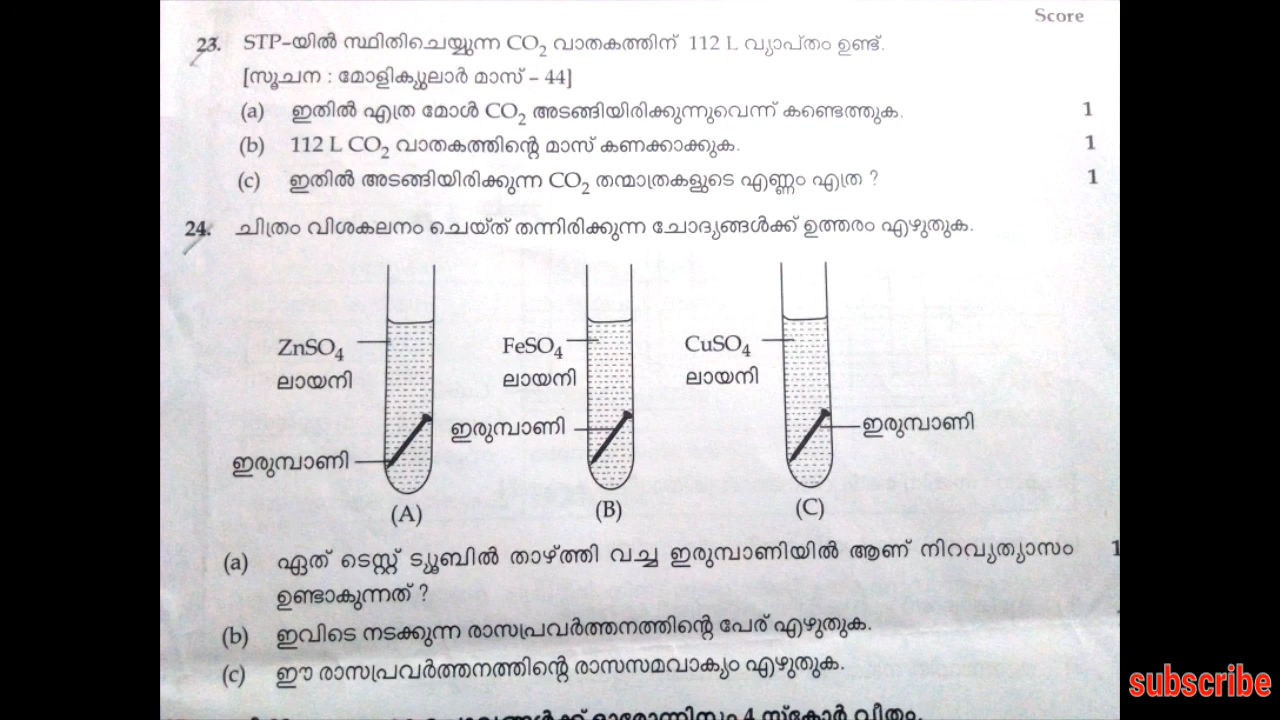 Score
23. STP-യിൽ സ്ഥിതിചെയ്യുന്ന CO₂ വാതകത്തിന് 112 L വ്യാപ്തം ഉണ്ട്.
[സൂചന : മോളിക്യുലാർ മാസ് – 44]
(a) ഇതിൽ എത്ര മോൾ CO₂ അടങ്ങിയിരിക്കുന്നുവെന്ന് കണ്ടെത്തുക. 1
(b) 112 L CO₂ വാതകത്തിന്റെ മാസ് കണക്കാക്കുക. 1
(c) ഇതിൽ അടങ്ങിയിരിക്കുന്ന CO₂ തന്മാത്രകളുടെ എണ്ണം എത്ര ? 1
24. ചിത്രം വിശകലനം ചെയ്ത് തന്നിരിക്കുന്ന ചോദ്യങ്ങൾക്ക് ഉത്തരം എഴുതുക.
ZnSO₄ FeSO₄ CuSO₄
ലായനി ലായനി ലായനി
ഇരുമ്പാണി ഇരുമ്പാണി ഇരുമ്പാണി
(A) (B) (C)
(a) ഏത് ടെസ്റ്റ് ട്യൂബിൽ താഴ്ത്തി വച്ച ഇരുമ്പാണിയിൽ ആണ് നിറവ്യത്യാസം 1
ഉണ്ടാകുന്നത് ?
(b) ഇവിടെ നടക്കുന്ന രാസപ്രവർത്തനത്തിന്റെ പേര് എഴുതുക.
(c) ഈ രാസപ്രവർത്തനത്തിന്റെ രാസസമവാക്യം എഴുതുക.
subscribe